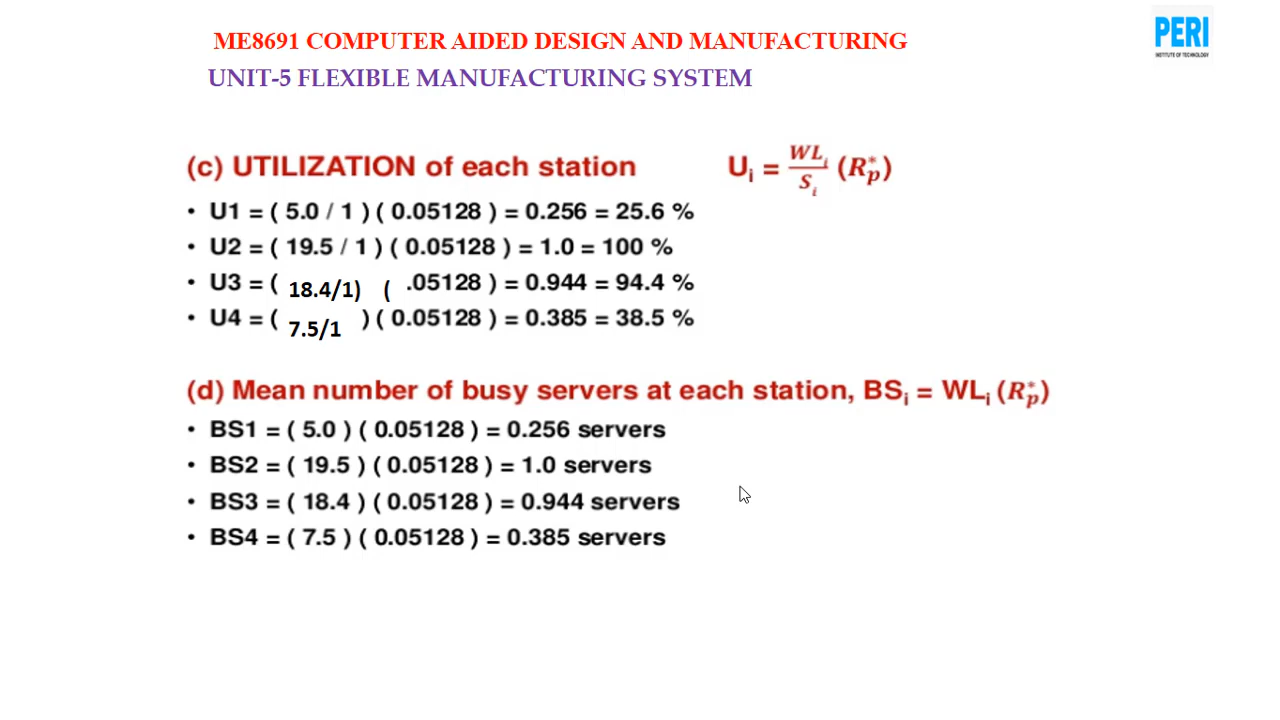 ME8691 COMPUTER AIDED DESIGN AND MANUFACTURING
PERI
INSTITUTE OF TECHNOLOGY
UNIT-5 FLEXIBLE MANUFACTURING SYSTEM
(c) UTILIZATION of each station Uᵢ = WLᵢ/Sᵢ (R*ₚ)
• U1 = ( 5.0 / 1 ) ( 0.05128 ) = 0.256 = 25.6 %
• U2 = ( 19.5 / 1 ) ( 0.05128 ) = 1.0 = 100 %
• U3 = ( 18.4/1) ( .05128 ) = 0.944 = 94.4 %
• U4 = ( 7.5/1 ) ( 0.05128 ) = 0.385 = 38.5 %
(d) Mean number of busy servers at each station, BSᵢ = WLᵢ (R*ₚ)
• BS1 = ( 5.0 ) ( 0.05128 ) = 0.256 servers
• BS2 = ( 19.5 ) ( 0.05128 ) = 1.0 servers
• BS3 = ( 18.4 ) ( 0.05128 ) = 0.944 servers
• BS4 = ( 7.5 ) ( 0.05128 ) = 0.385 servers